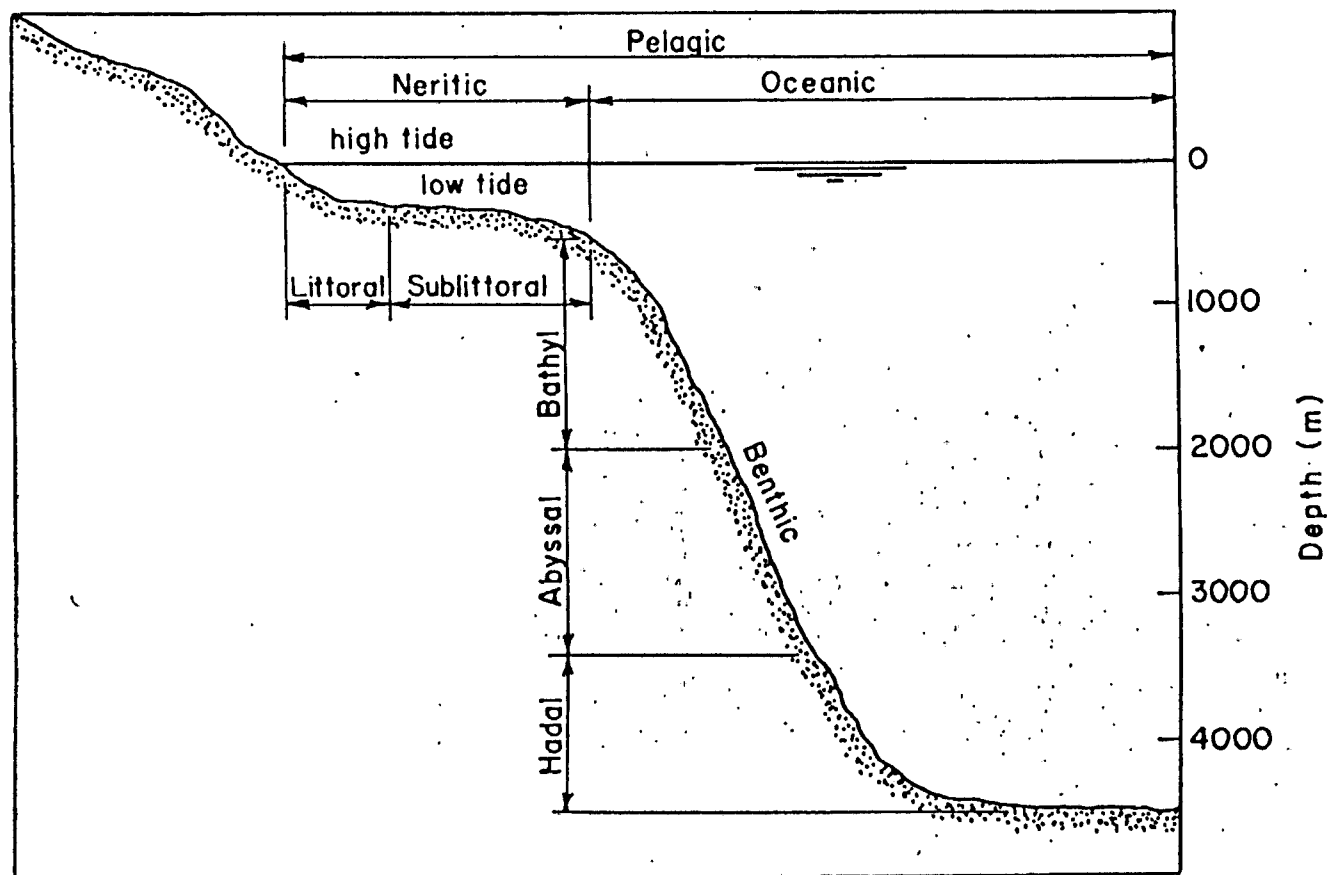 Pelagic
Neritic
Oceanic
high tide
0
low tide
Littoral
Sublittoral
1000
Bathyl
2000
Benthic
Depth (m)
Abyssal
3000
Hadal
4000